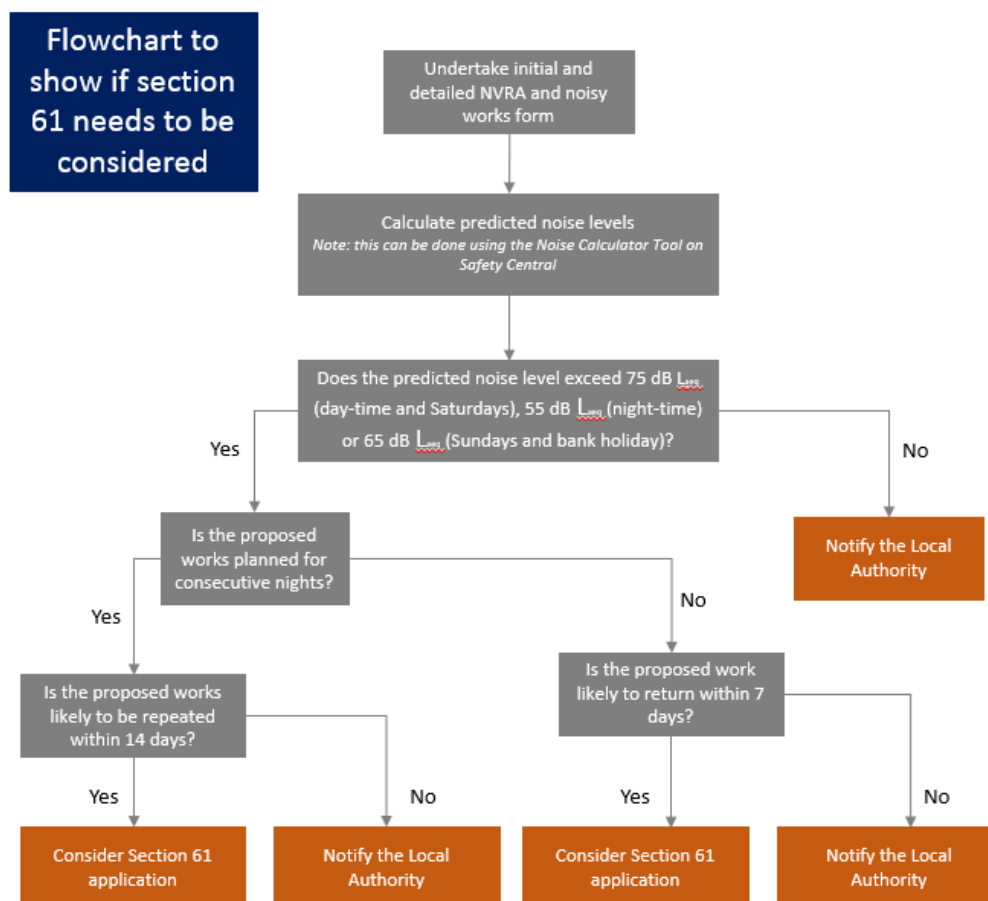 Flowchart to
show if section
61 needs to be
considered
Undertake initial and
detailed NVRA and noisy
works form
Calculate predicted noise levels
Note: this can be done using the Noise Calculator Tool on
Safety Central
Does the predicted noise level exceed 75 dB Laeq
(day-time and Saturdays), 55 dB Laeq (night-time)
or 65 dB Laeq (Sundays and bank holiday)?
Yes
No
Is the proposed
works planned for
consecutive nights?
Notify the Local
Authority
Yes
No
Is the proposed works
likely to be repeated
within 14 days?
Is the proposed work
likely to return within 7
days?
Yes
No
Yes
No
Consider Section 61
application
Notify the Local
Authority
Consider Section 61
application
Notify the Local
Authority